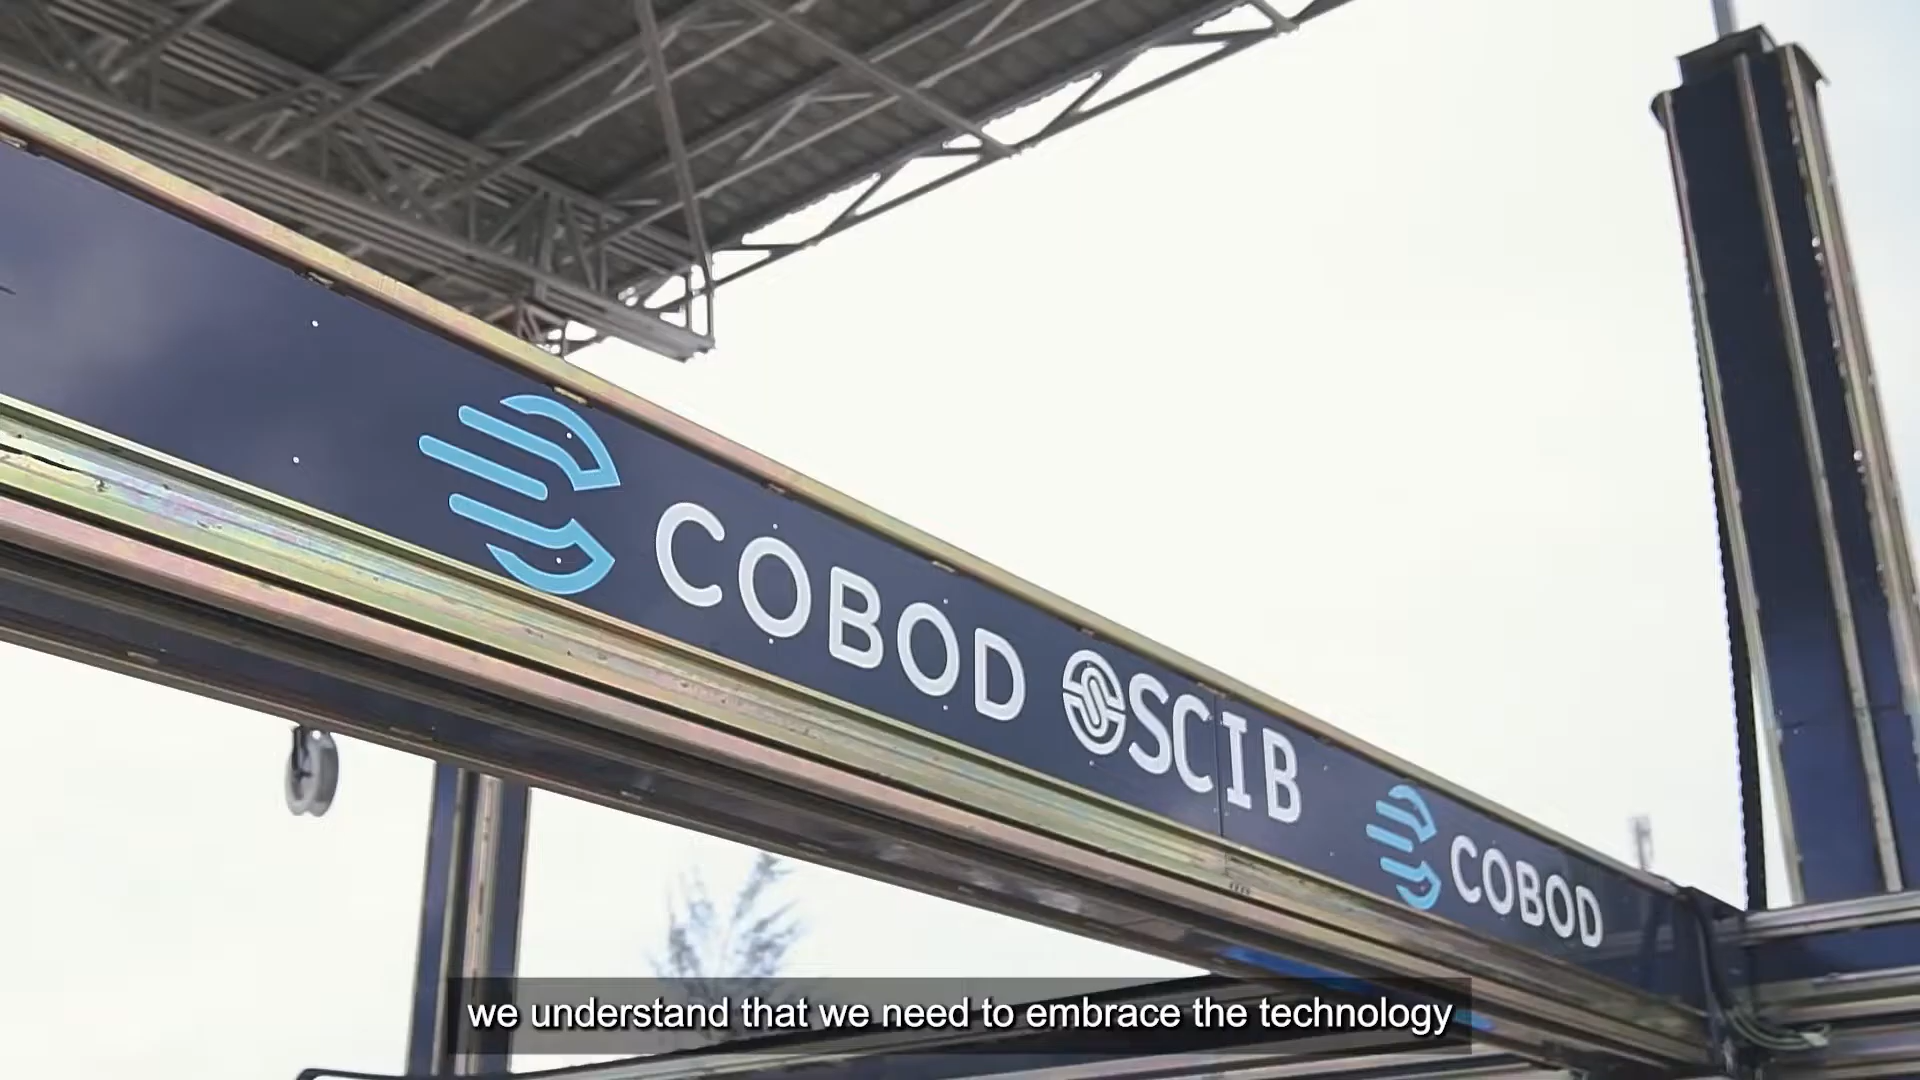 COBOD
SCIB
COBOD
we understand that we need to embrace the technology